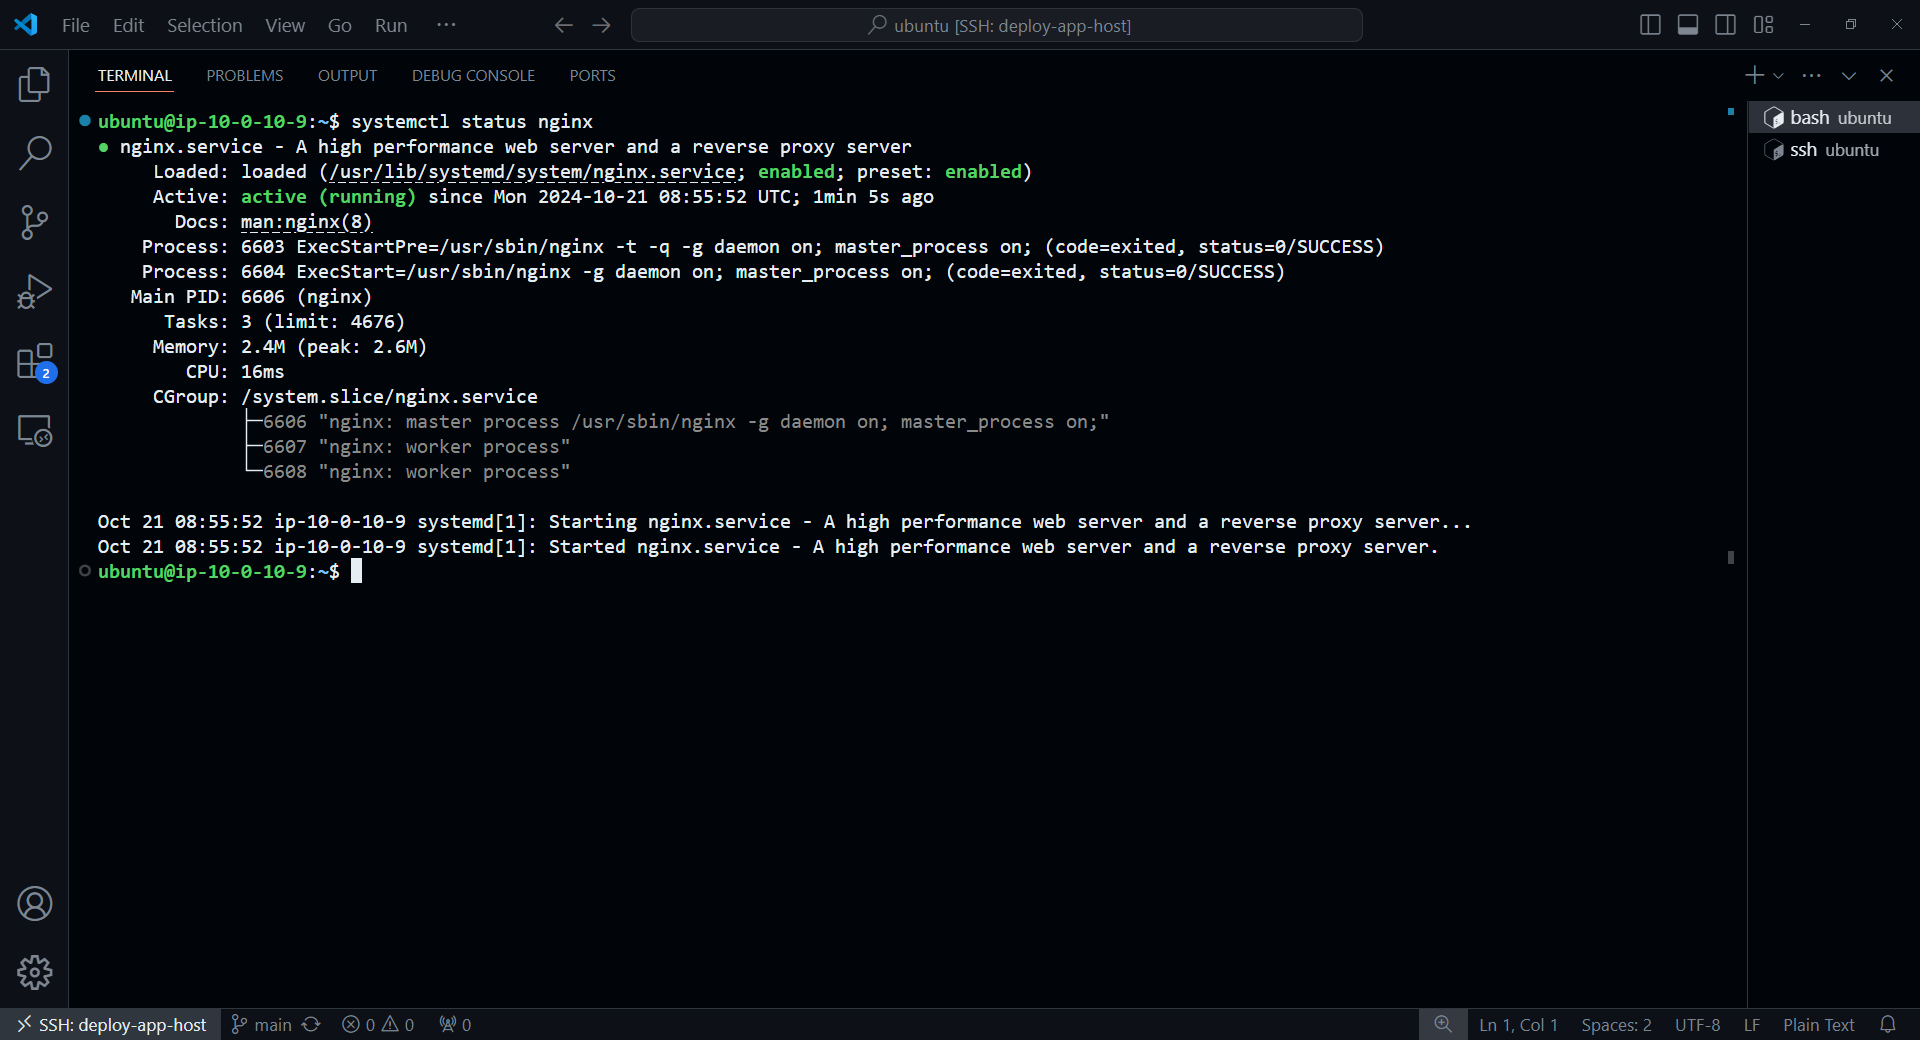 File Edit Selection View Go Run ···
ubuntu [SSH: deploy-app-host]
TERMINAL PROBLEMS OUTPUT DEBUG CONSOLE PORTS
ubuntu@ip-10-0-10-9:~$ systemctl status nginx
● nginx.service - A high performance web server and a reverse proxy server
Loaded: loaded (/usr/lib/systemd/system/nginx.service; enabled; preset: enabled)
Active: active (running) since Mon 2024-10-21 08:55:52 UTC; 1min 5s ago
Docs: man:nginx(8)
Process: 6603 ExecStartPre=/usr/sbin/nginx -t -q -g daemon on; master_process on; (code=exited, status=0/SUCCESS)
Process: 6604 ExecStart=/usr/sbin/nginx -g daemon on; master_process on; (code=exited, status=0/SUCCESS)
Main PID: 6606 (nginx)
Tasks: 3 (limit: 4676)
Memory: 2.4M (peak: 2.6M)
CPU: 16ms
CGroup: /system.slice/nginx.service
├─6606 "nginx: master process /usr/sbin/nginx -g daemon on; master_process on;"
├─6607 "nginx: worker process"
└─6608 "nginx: worker process"
Oct 21 08:55:52 ip-10-0-10-9 systemd[1]: Starting nginx.service - A high performance web server and a reverse proxy server...
Oct 21 08:55:52 ip-10-0-10-9 systemd[1]: Started nginx.service - A high performance web server and a reverse proxy server.
ubuntu@ip-10-0-10-9:~$
bash ubuntu
ssh ubuntu
2
SSH: deploy-app-host main 0 0 0 Ln 1, Col 1 Spaces: 2 UTF-8 LF Plain Text